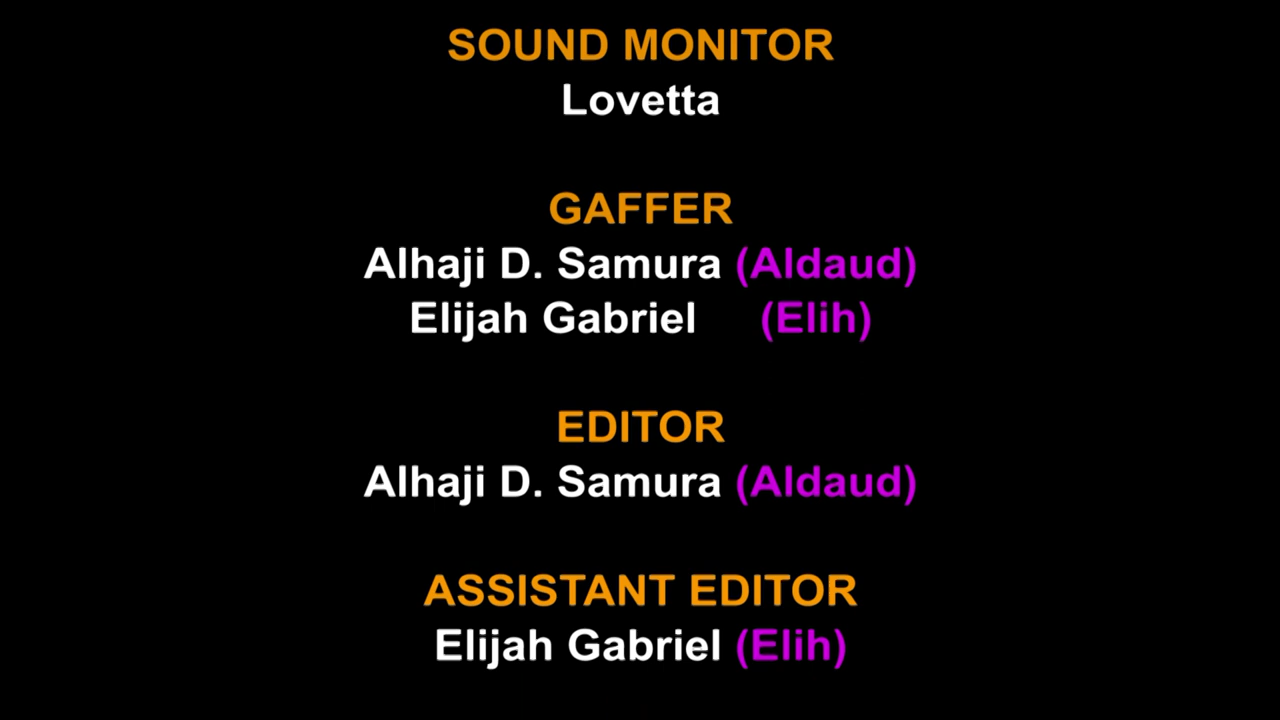 SOUND MONITOR
Lovetta
GAFFER
Alhaji D. Samura (Aldaud)
Elijah Gabriel (Elih)
EDITOR
Alhaji D. Samura (Aldaud)
ASSISTANT EDITOR
Elijah Gabriel (Elih)